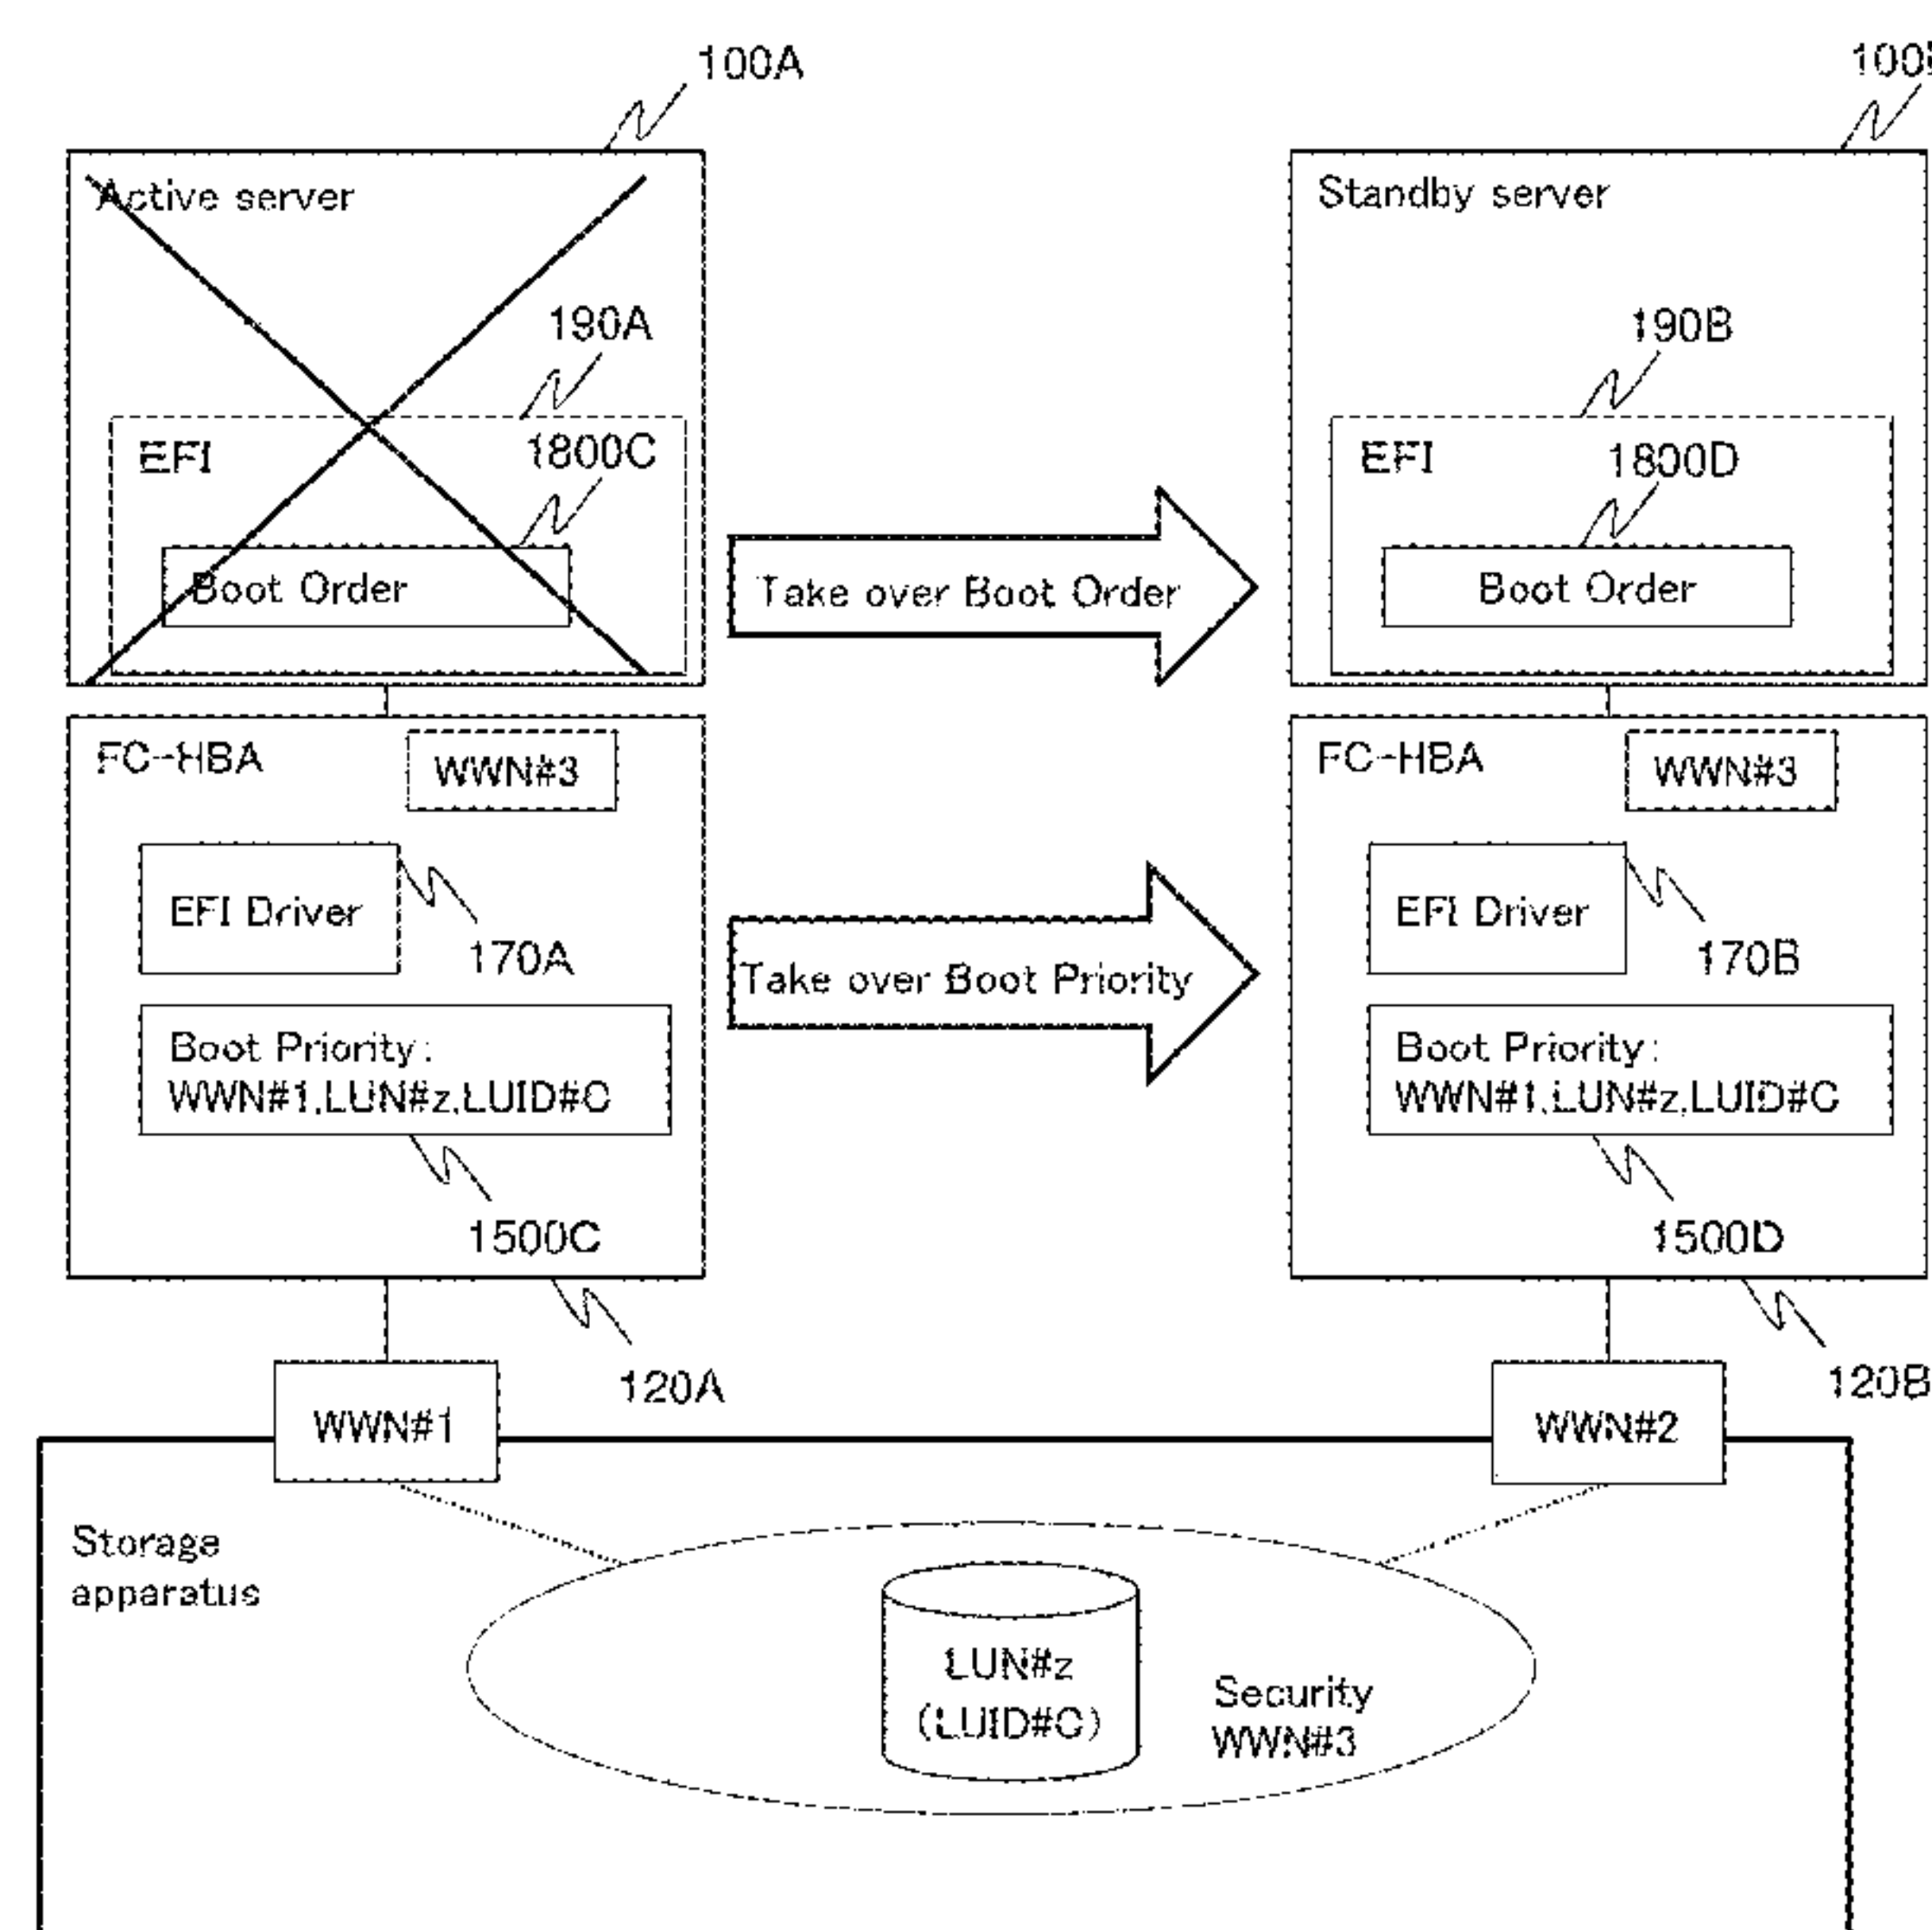 100A
Active server
190A
EFI
1800C
Boot Order
Take over Boot Order
Standby server
190B
EFI
1800D
Boot Order
FC-HBA
WWN#3
EFI Driver
170A
Boot Priority:
WWN#1,LUN#z,LUID#C
1500C
120A
Take over Boot Priority
FC-HBA
WWN#3
EFI Driver
170B
Boot Priority:
WWN#1,LUN#z,LUID#C
1500D
120B
WWN#1
WWN#2
Storage
apparatus
LUN#z
(LUID#C)
Security
WWN#3